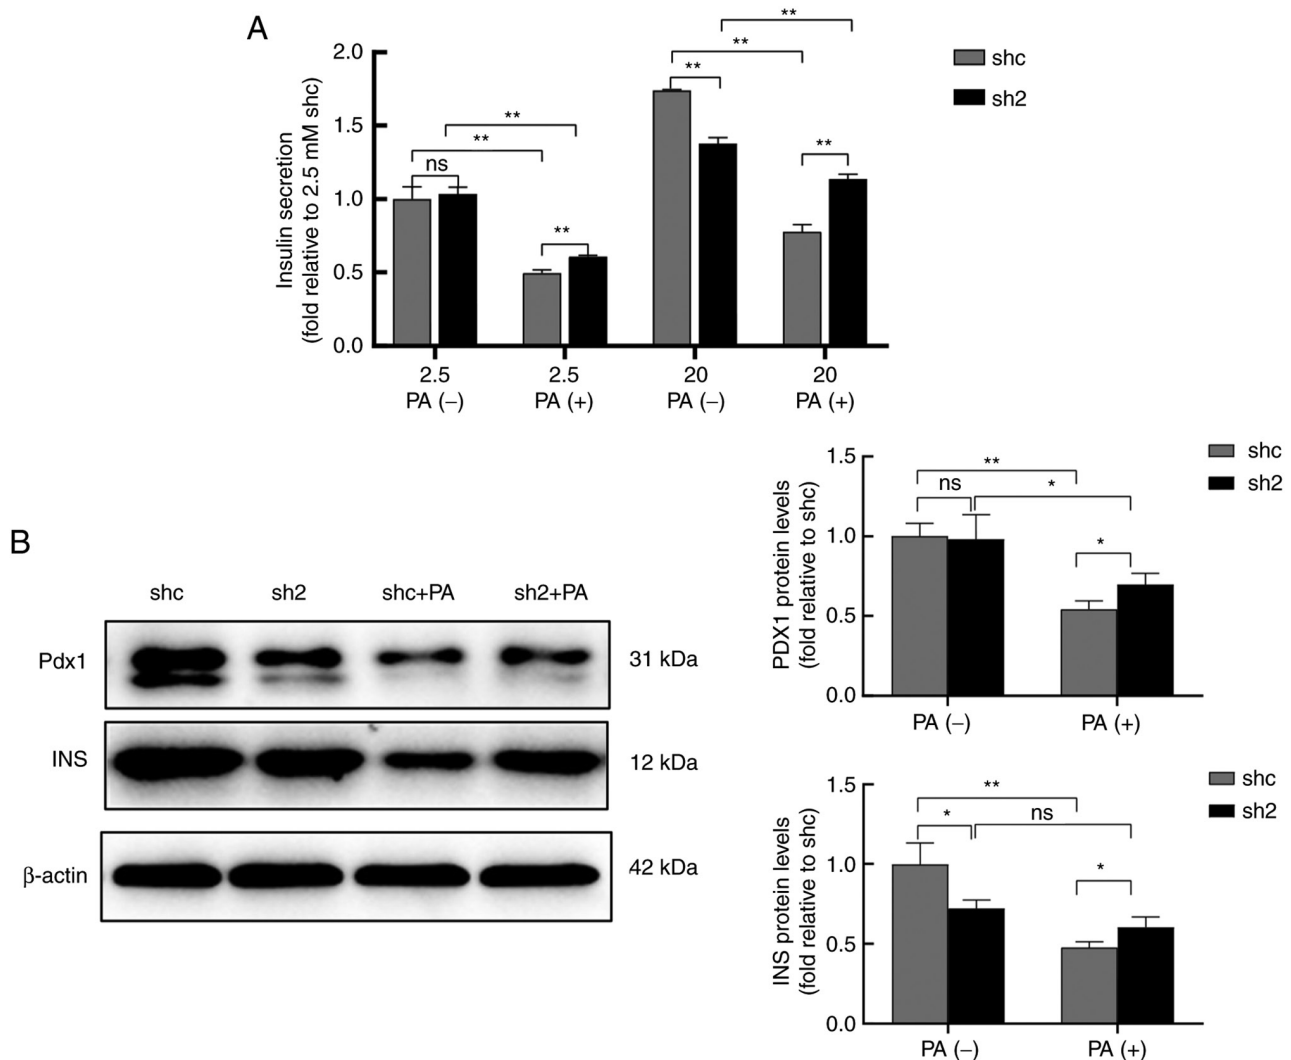 A
Insulin secretion
(fold relative to 2.5 mM shc)
2.0
1.5
1.0
0.5
0.0
**
**
**
**
**
ns
**
**
2.5
PA (–)
2.5
PA (+)
20
PA (–)
20
PA (+)
shc
sh2
B
shc
sh2
shc+PA
sh2+PA
Pdx1
31 kDa
INS
12 kDa
β-actin
42 kDa
PDX1 protein levels
(fold relative to shc)
1.5
1.0
0.5
0.0
**
ns
*
*
PA (–)
PA (+)
shc
sh2
INS protein levels
(fold relative to shc)
1.5
1.0
0.5
0.0
**
*
ns
*
PA (–)
PA (+)
shc
sh2